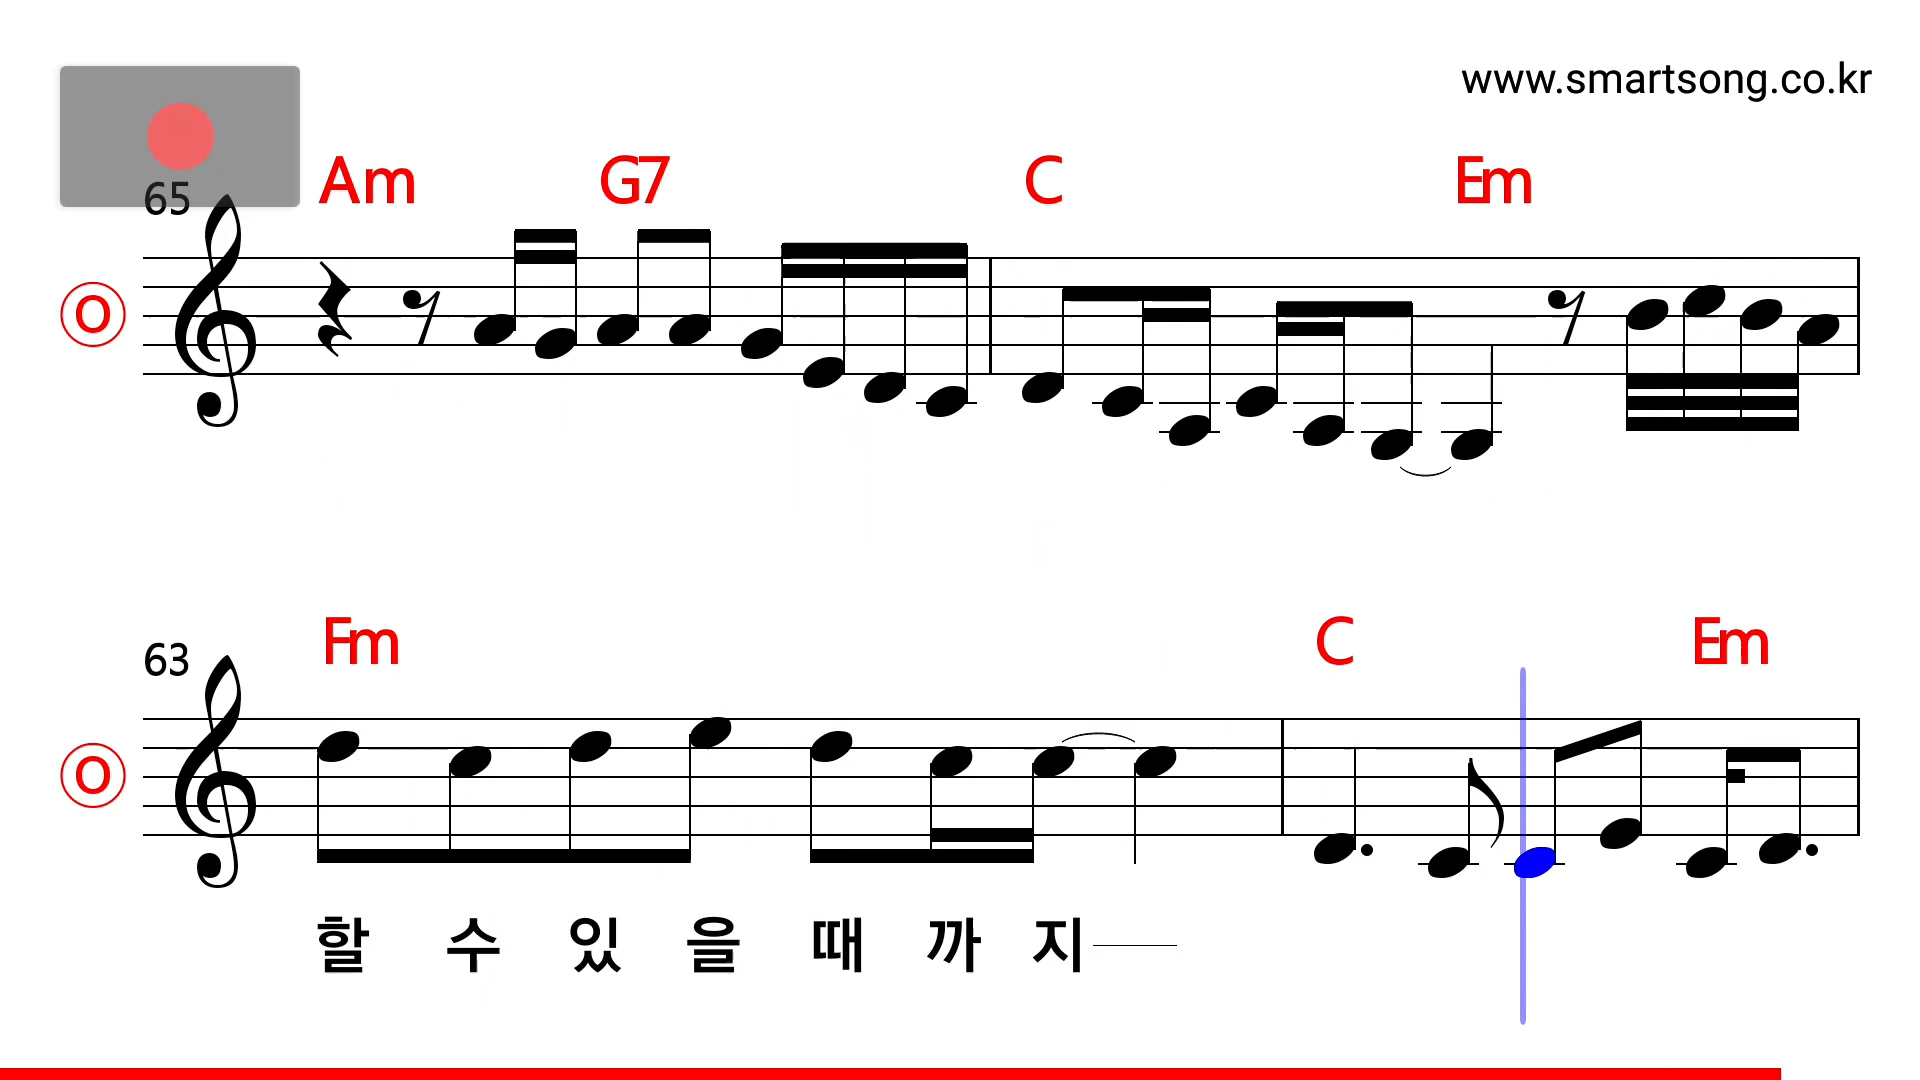 www.smartsong.co.kr
Am G7 C Em
65
O
Fm C Em
63
O
할 수 있 을 때 까 지